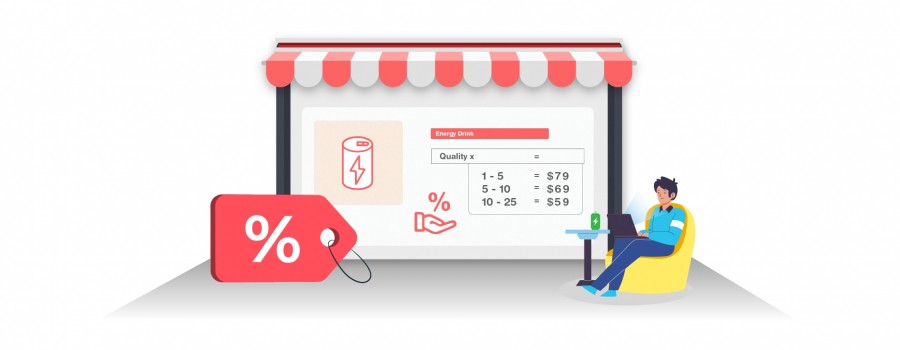 Energy Drink
Quality x =
1 - 5 = $79
5 - 10 = $69
10 - 25 = $59
%
%